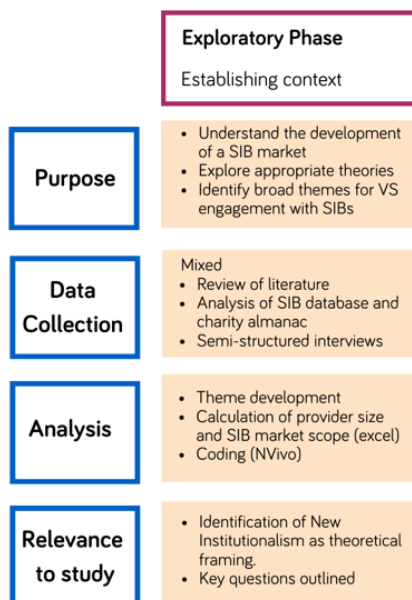 Exploratory Phase
Establishing context
Purpose
• Understand the development
of a SIB market
• Explore appropriate theories
• Identify broad themes for VS
engagement with SIBs
Data
Collection
Mixed
• Review of literature
• Analysis of SIB database and
charity almanac
• Semi-structured interviews
Analysis
• Theme development
• Calculation of provider size
and SIB market scope (excel)
• Coding (NVivo)
Relevance
to study
• Identification of New
Institutionalism as theoretical
framing.
• Key questions outlined